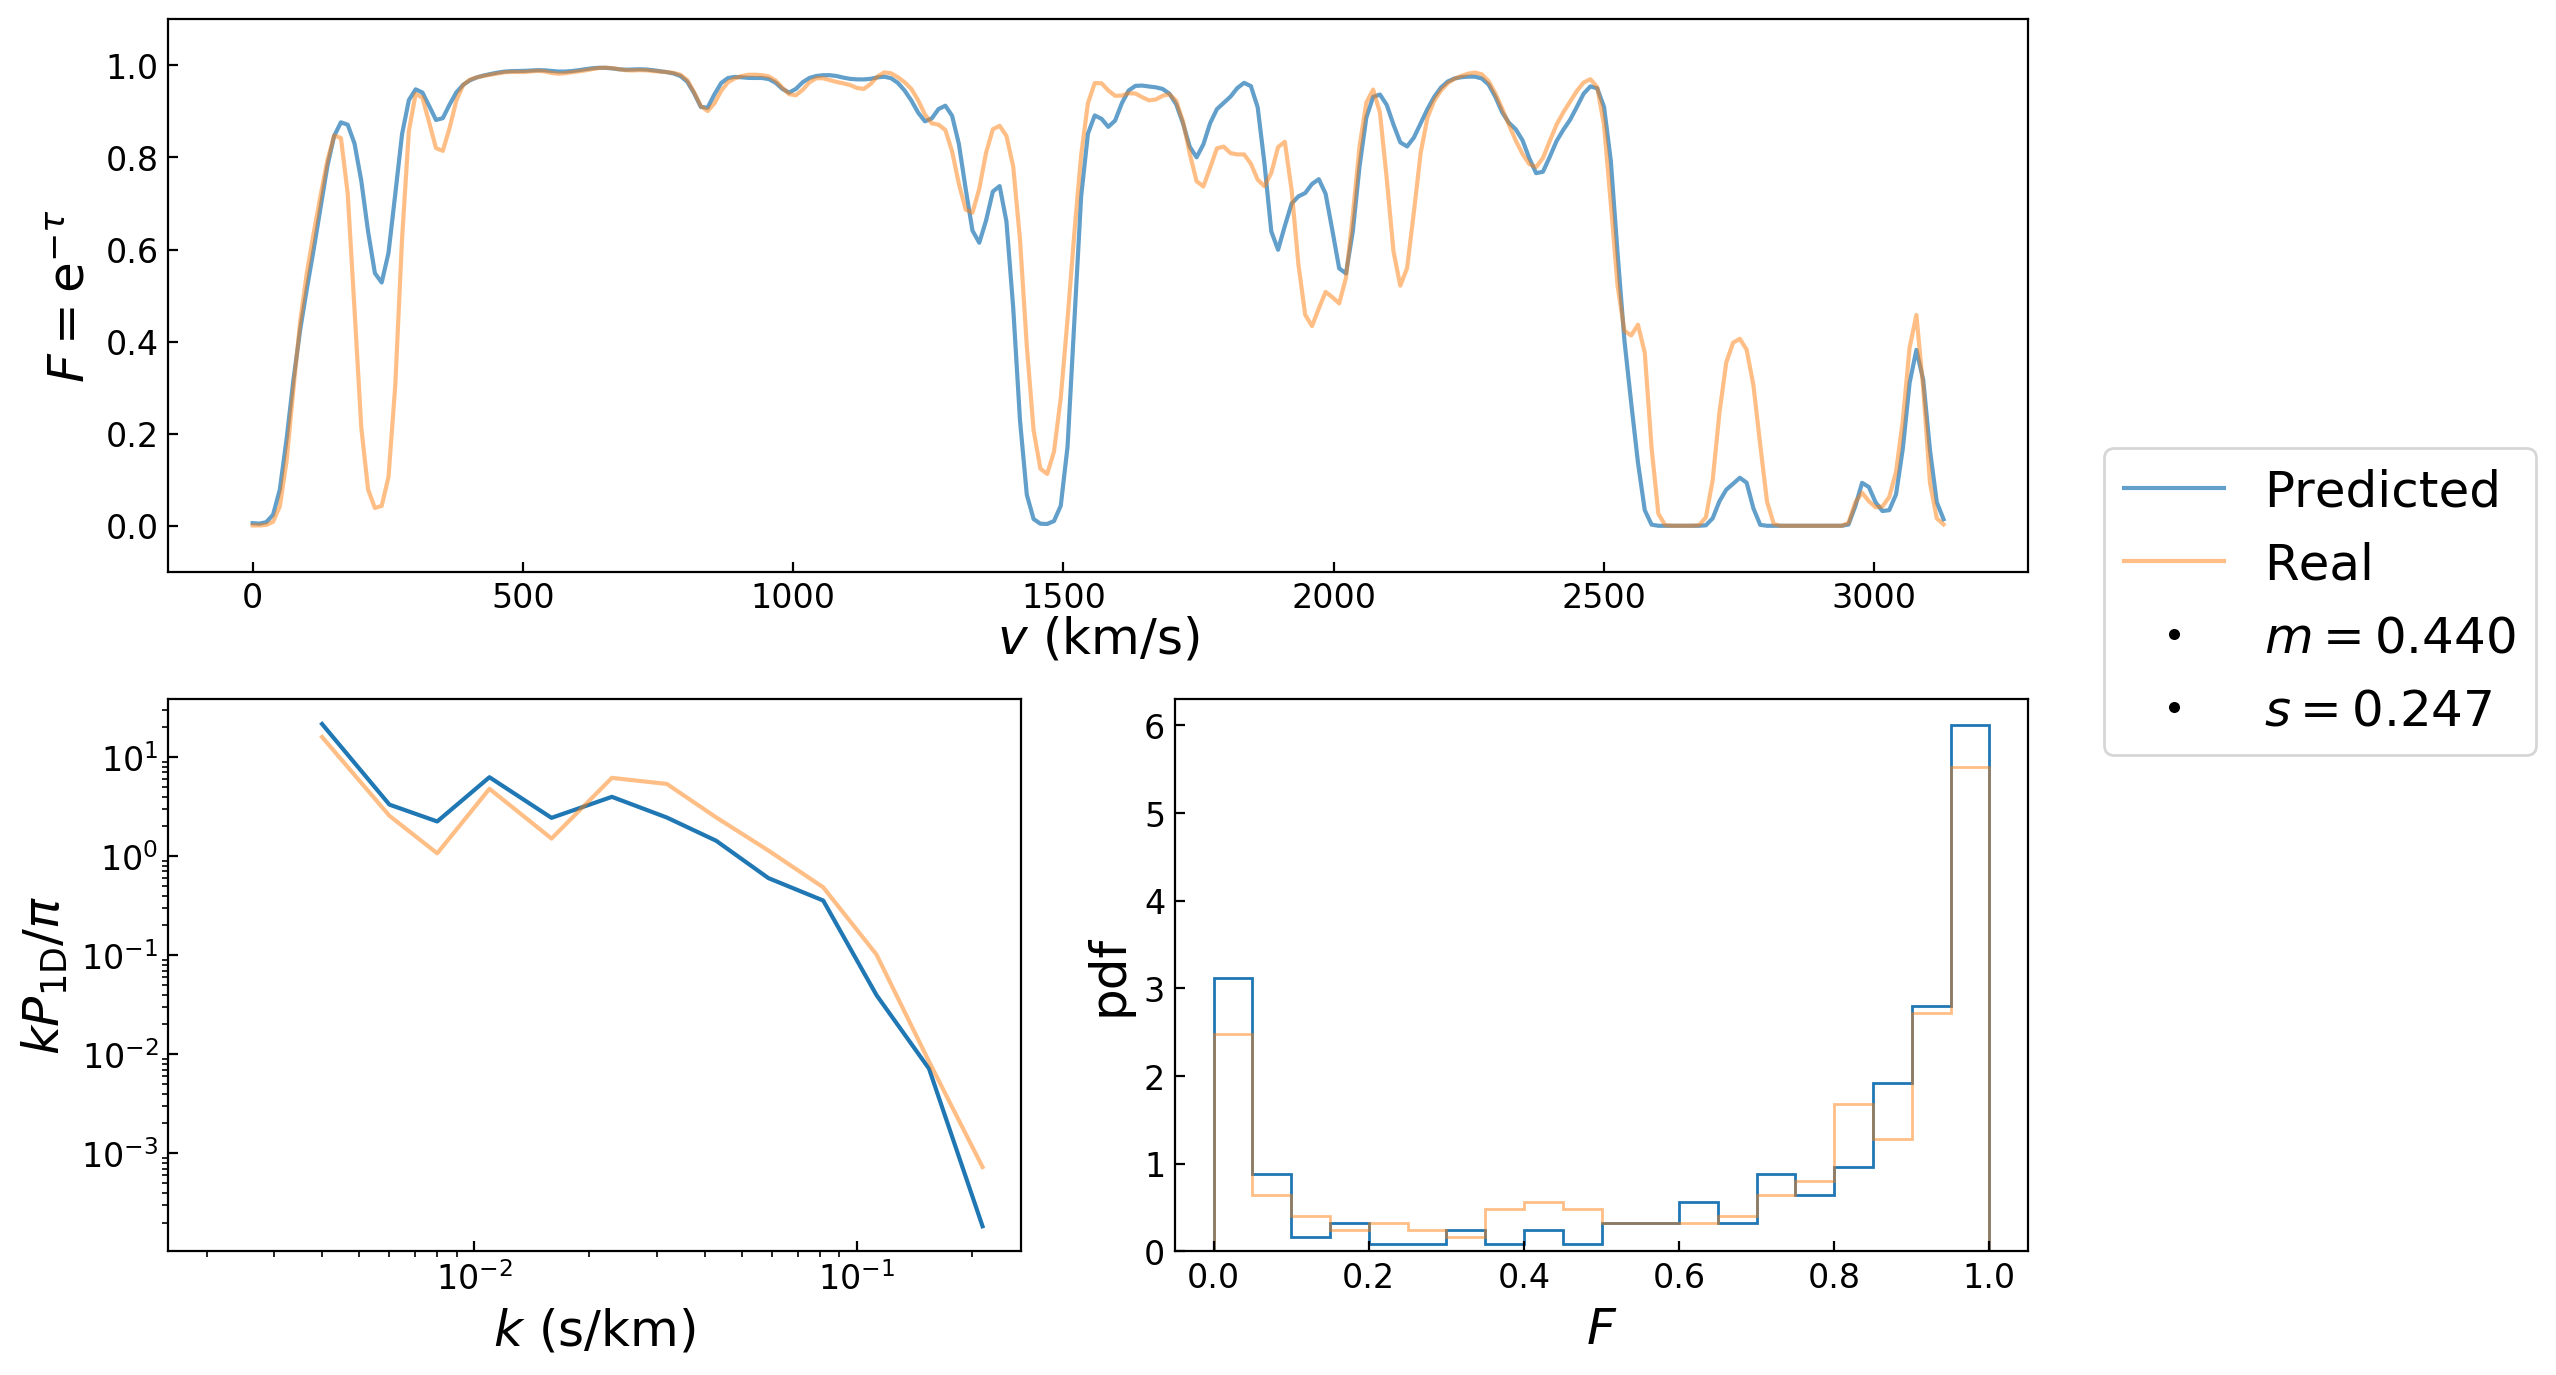 1.0
0.8
0.6
0.4
0.2
0.0
F = e^{−τ}
0 500 1000 1500 2000 2500 3000
v (km/s)
Predicted
Real
m = 0.440
s = 0.247
10^1
10^0
10^{−1}
10^{−2}
10^{−3}
kP_{1D}/π
10^{−2} 10^{−1}
k (s/km)
6
5
4
3
2
1
0
pdf
0.0 0.2 0.4 0.6 0.8 1.0
F